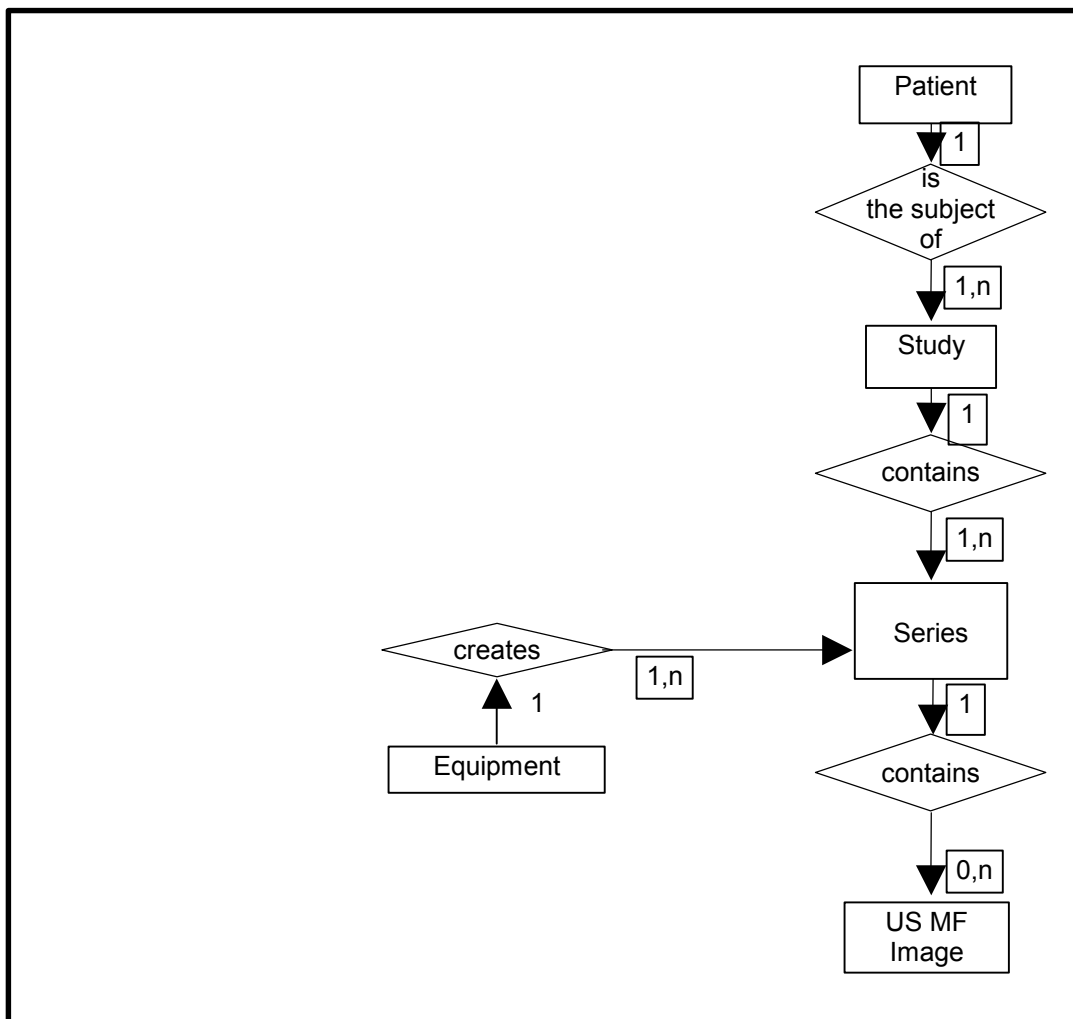 Patient
1
is
the subject
of
1,n
Study
1
contains
1,n
Series
creates
1,n
1
1
Equipment
contains
0,n
US MF
Image